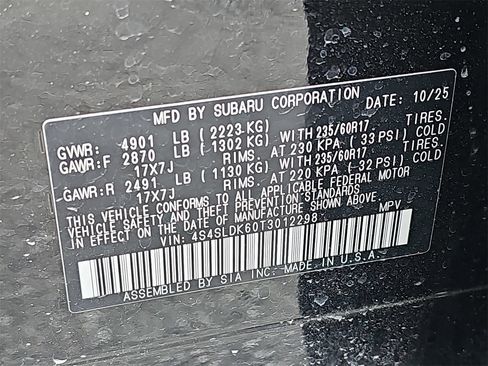 MFD BY SUBARU CORPORATION DATE: 10/25
GVWR: 4901 LB (2223 KG)
GAWR:F 2870 LB (1302 KG) WITH 235/60R17 TIRES.
17X7J RIMS. AT 230 KPA (33 PSI) COLD
GAWR:R 2491 LB (1130 KG) WITH 235/60R17 TIRES.
17X7J RIMS. AT 220 KPA (32 PSI) COLD
THIS VEHICLE CONFORMS TO ALL APPLICABLE FEDERAL MOTOR
VEHICLE SAFETY AND THEFT PREVENTION STANDARDS
IN EFFECT ON THE DATE OF MANUFACTURE SHOWN ABOVE.
VIN: 4S4SLDK60T3012298 MPV
ASSEMBLED BY SIA INC. MADE IN U.S.A.